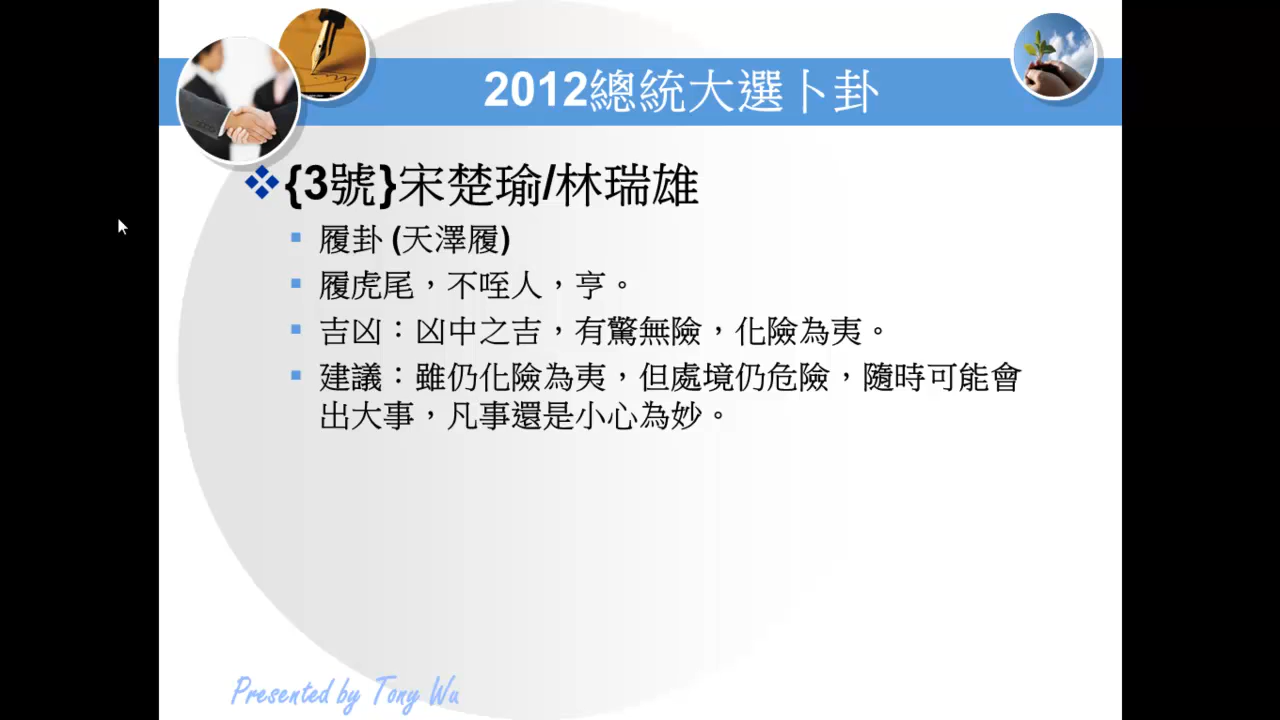 2012總統大選卜卦
{3號}宋楚瑜/林瑞雄
履卦 (天澤履)
履虎尾，不咥人，亨。
吉凶：凶中之吉，有驚無險，化險為夷。
建議：雖仍化險為夷，但處境仍危險，隨時可能會
出大事，凡事還是小心為妙。
Presented by Tony Wu